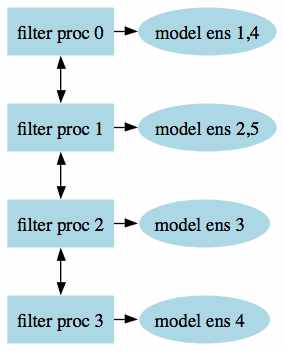 filter proc 0 model ens 1,4
filter proc 1 model ens 2,5
filter proc 2 model ens 3
filter proc 3 model ens 4